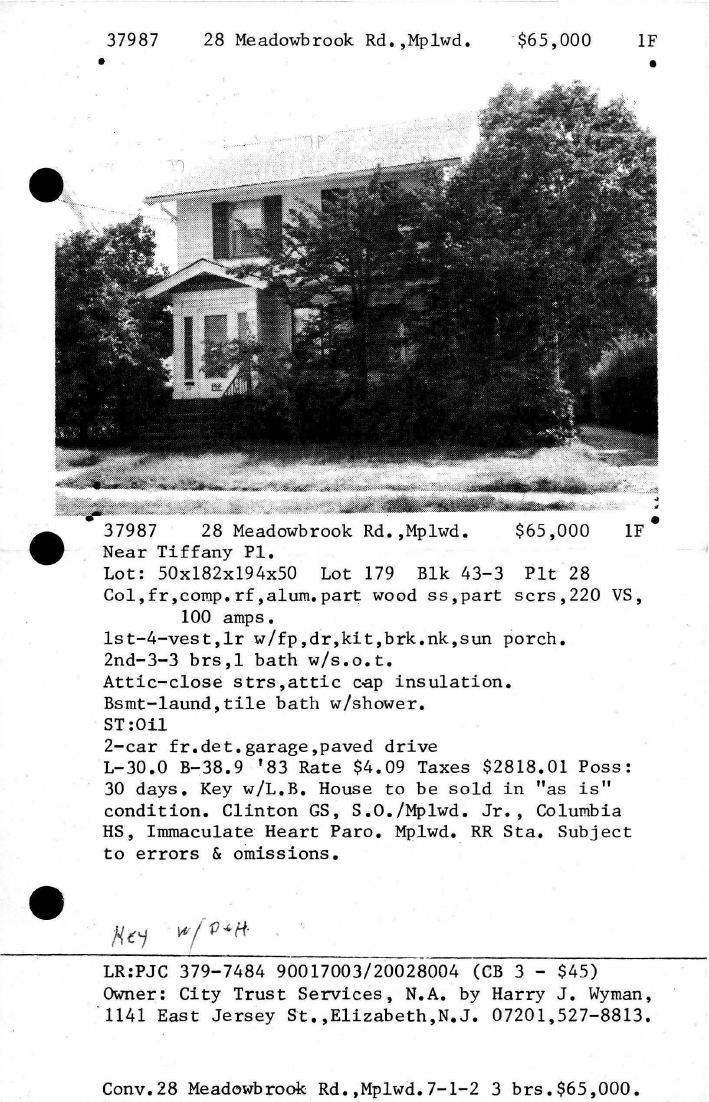 37987 28 Meadowbrook Rd.,Mplwd. $65,000 1F
37987 28 Meadowbrook Rd.,Mplwd. $65,000 1F
Near Tiffany Pl.
Lot: 50x182x194x50 Lot 179 Blk 43-3 Plt 28
Col,fr,comp.rf,alum.part wood ss,part scrs,220 VS,
100 amps.
1st-4-vest,lr w/fp,dr,kit,brk.nk,sun porch.
2nd-3-3 brs,1 bath w/s.o.t.
Attic-close strs,attic cap insulation.
Bsmt-laund,tile bath w/shower.
ST:Oil
2-car fr.det.garage,paved drive
L-30.0 B-38.9 '83 Rate $4.09 Taxes $2818.01 Poss:
30 days. Key w/L.B. House to be sold in "as is"
condition. Clinton GS, S.O./Mplwd. Jr., Columbia
HS, Immaculate Heart Paro. Mplwd. RR Sta. Subject
to errors & omissions.
Key w/
LR:PJC 379-7484 90017003/20028004 (CB 3 - $45)
Owner: City Trust Services, N.A. by Harry J. Wyman,
1141 East Jersey St.,Elizabeth,N.J. 07201,527-8813.
Conv.28 Meadowbrook Rd.,Mplwd.7-1-2 3 brs.$65,000.